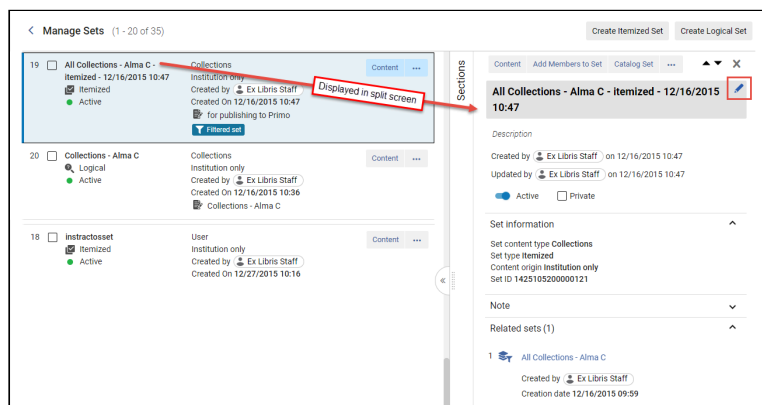 Manage Sets (1 - 20 of 35)
Create Itemized Set Create Logical Set
19 All Collections - Alma C -
itemized - 12/16/2015 10:47
Itemized
Active
Collections
Institution only
Created by Ex Libris Staff
Created On 12/16/2015 10:47
for publishing to Primo
Filtered set
Content ...
Displayed in split screen
20 Collections - Alma C
Logical
Active
Collections
Institution only
Created by Ex Libris Staff
Created On 12/16/2015 10:36
Collections - Alma C
Content ...
18 instractosset
Itemized
Active
User
Institution only
Created by Ex Libris Staff
Created On 12/27/2015 10:16
Content ...
Sections
Content Add Members to Set Catalog Set ...
All Collections - Alma C - itemized - 12/16/2015
10:47
Description
Created by Ex Libris Staff on 12/16/2015 10:47
Updated by Ex Libris Staff on 12/16/2015 10:47
Active Private
Set information
Set content type Collections
Set type Itemized
Content origin Institution only
Set ID 1425105200000121
Note
Related sets (1)
1 All Collections - Alma C
Created by Ex Libris Staff
Creation date 12/16/2015 09:59